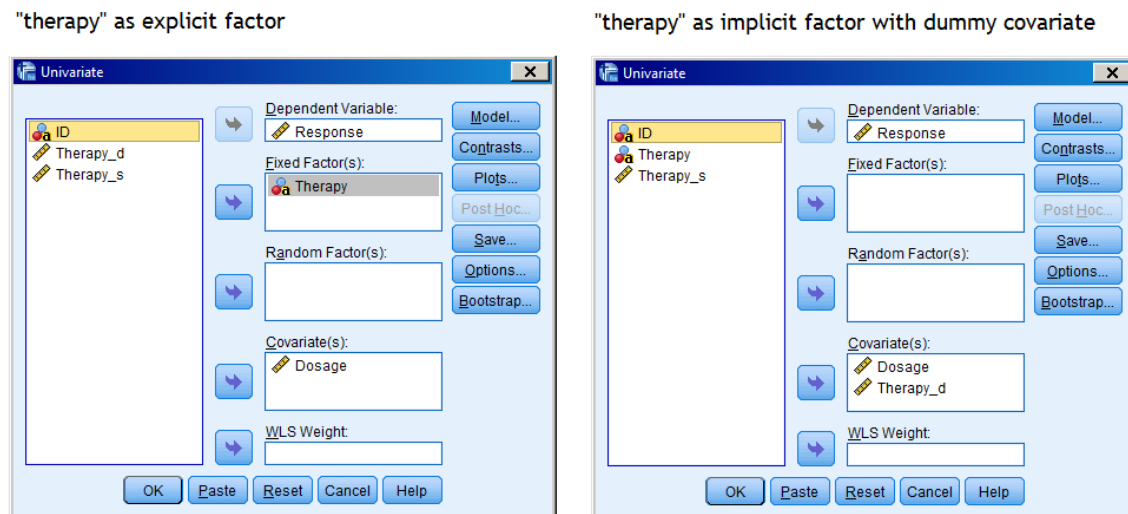 "therapy" as explicit factor
Univariate
ID
Therapy_d
Therapy_s
Dependent Variable:
Response
Fixed Factor(s):
Therapy
Random Factor(s):
Covariate(s):
Dosage
WLS Weight:
Model...
Contrasts...
Plots...
Post Hoc...
Save...
Options...
Bootstrap...
OK Paste Reset Cancel Help
"therapy" as implicit factor with dummy covariate
Univariate
ID
Therapy
Therapy_s
Dependent Variable:
Response
Fixed Factor(s):
Random Factor(s):
Covariate(s):
Dosage
Therapy_d
WLS Weight:
Model...
Contrasts...
Plots...
Post Hoc...
Save...
Options...
Bootstrap...
OK Paste Reset Cancel Help